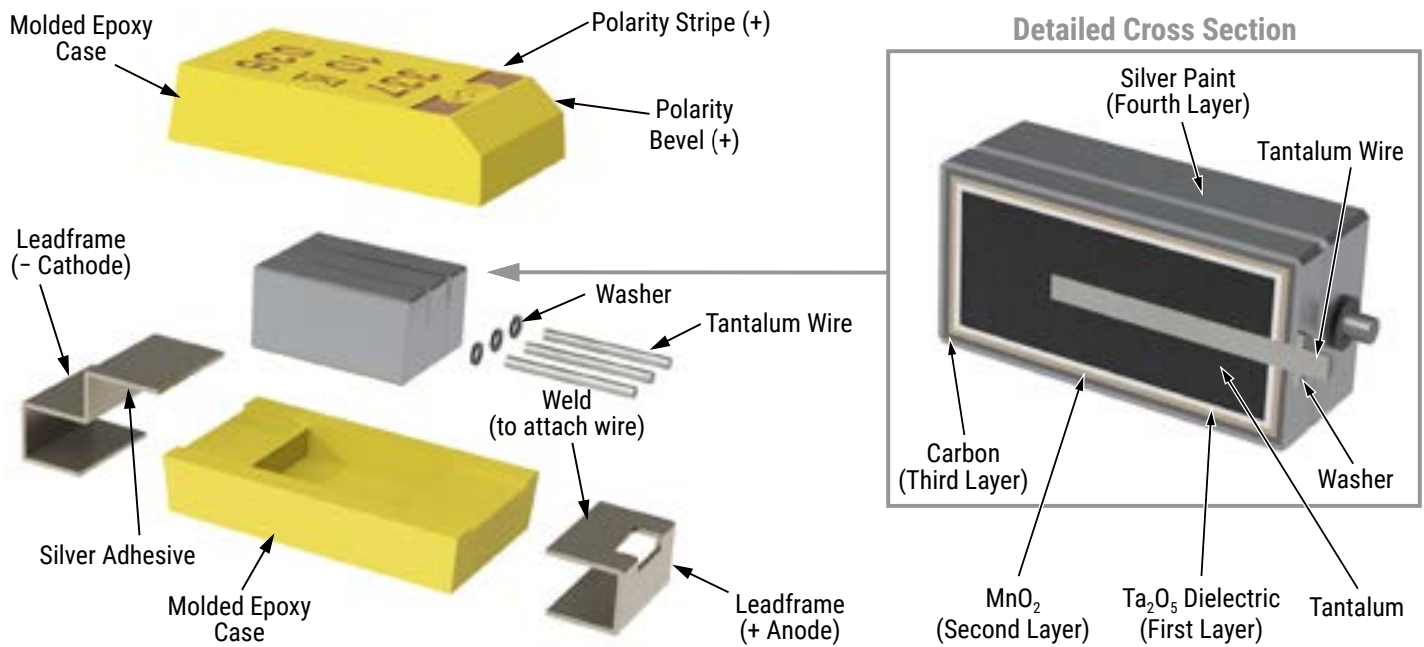 Molded Epoxy
Case
Polarity Stripe (+)
Polarity
Bevel (+)
337
10
Leadframe
(− Cathode)
Washer
Tantalum Wire
Weld
(to attach wire)
Silver Adhesive
Molded Epoxy
Case
Leadframe
(+ Anode)
Detailed Cross Section
Silver Paint
(Fourth Layer)
Tantalum Wire
Carbon
(Third Layer)
Washer
MnO₂
(Second Layer)
Ta₂O₅ Dielectric
(First Layer)
Tantalum